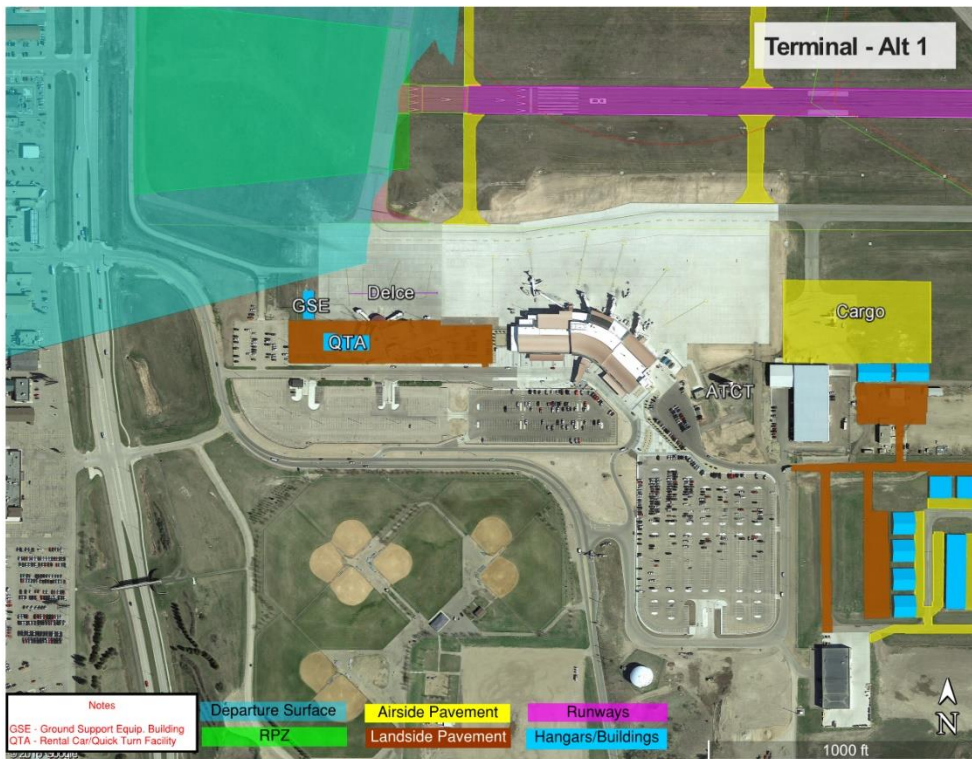 Terminal - Alt 1
Deice
GSE
Cargo
QTA
ATCT
Notes
GSE - Ground Support Equip. Building
QTA - Rental Car/Quick Turn Facility
Departure Surface
Airside Pavement
Runways
RPZ
Landside Pavement
Hangars/Buildings
N
1000 ft